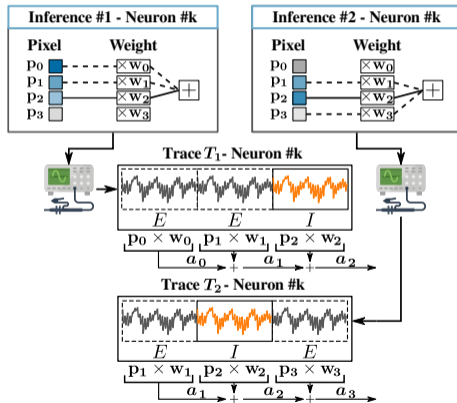 Inference #1 - Neuron #k
Pixel Weight
p₀ ×w₀
p₁ ×w₁
p₂ ×w₂
p₃ ×w₃
+
Inference #2 - Neuron #k
Pixel Weight
p₀ ×w₀
p₁ ×w₁
p₂ ×w₂
p₃ ×w₃
+
Trace T₁- Neuron #k
E E I
p₀ × w₀ p₁ × w₁ p₂ × w₂
a₀ + a₁ + a₂
Trace T₂- Neuron #k
E I E
p₁ × w₁ p₂ × w₂ p₃ × w₃
a₁ + a₂ + a₃